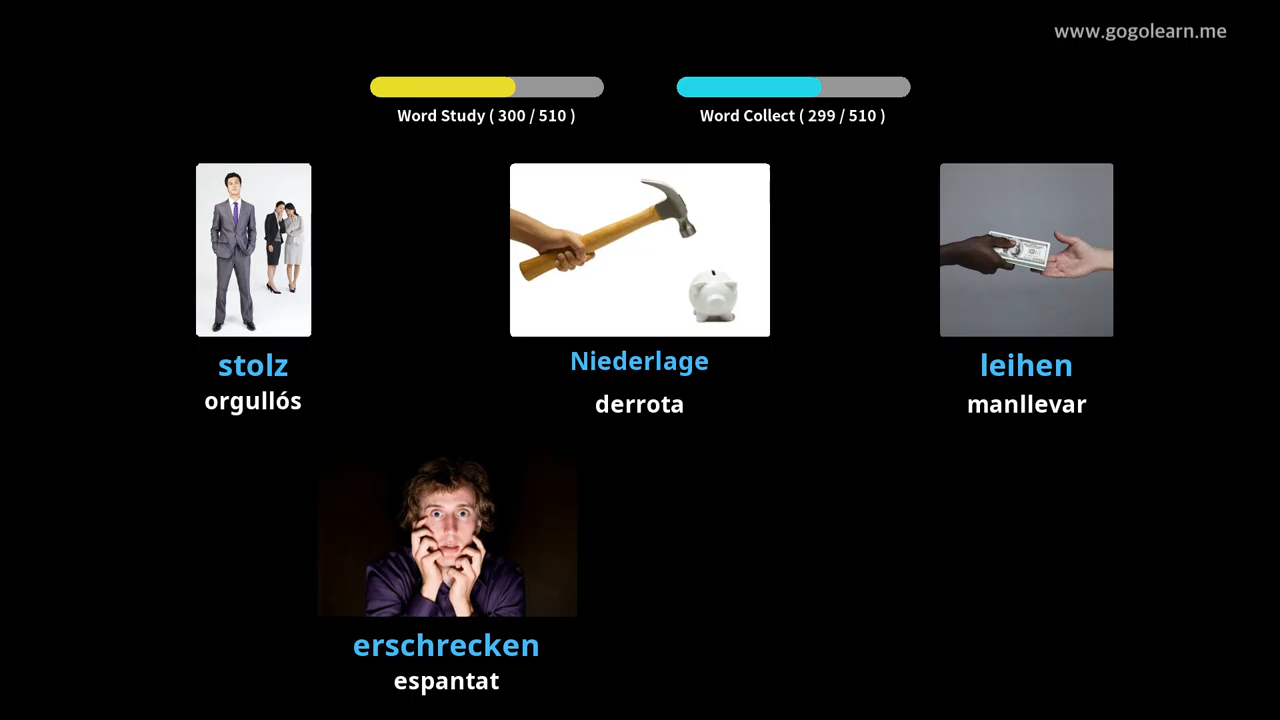 www.gogolearn.me
Word Study ( 300 / 510 )
Word Collect ( 299 / 510 )
stolz
orgullós
Niederlage
derrota
leihen
manllevar
erschrecken
espantat